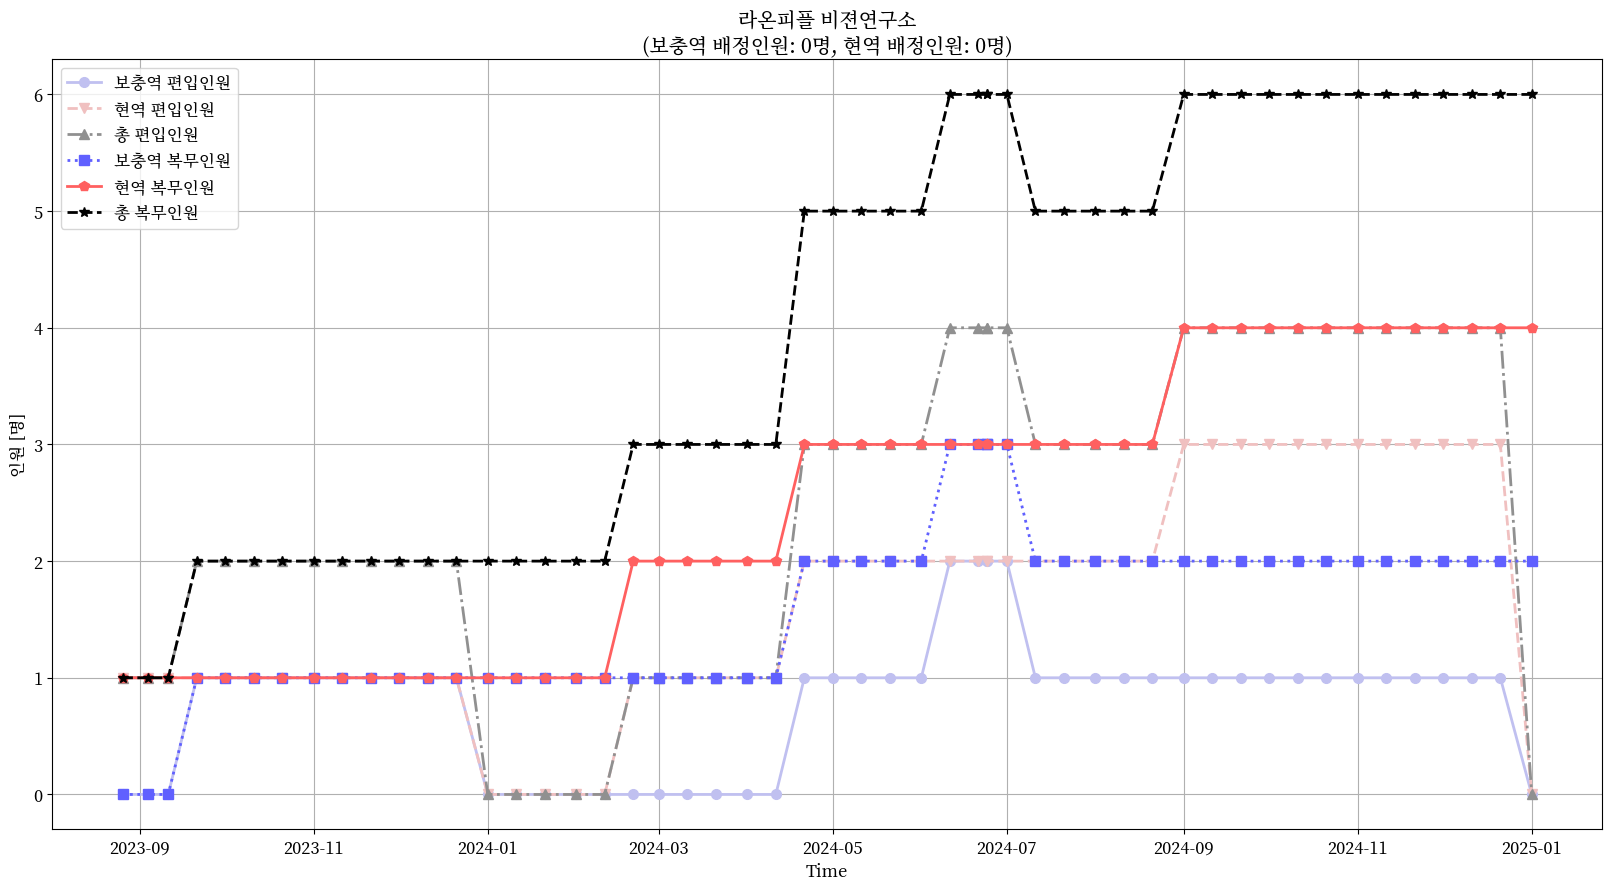 라온피플 비젼연구소
(보충역 배정인원: 0명, 현역 배정인원: 0명)
보충역 편입인원
현역 편입인원
총 편입인원
보충역 복무인원
현역 복무인원
총 복무인원
인원 [명]
6
5
4
3
2
1
0
2023-09
2023-11
2024-01
2024-03
2024-05
2024-07
2024-09
2024-11
2025-01
Time